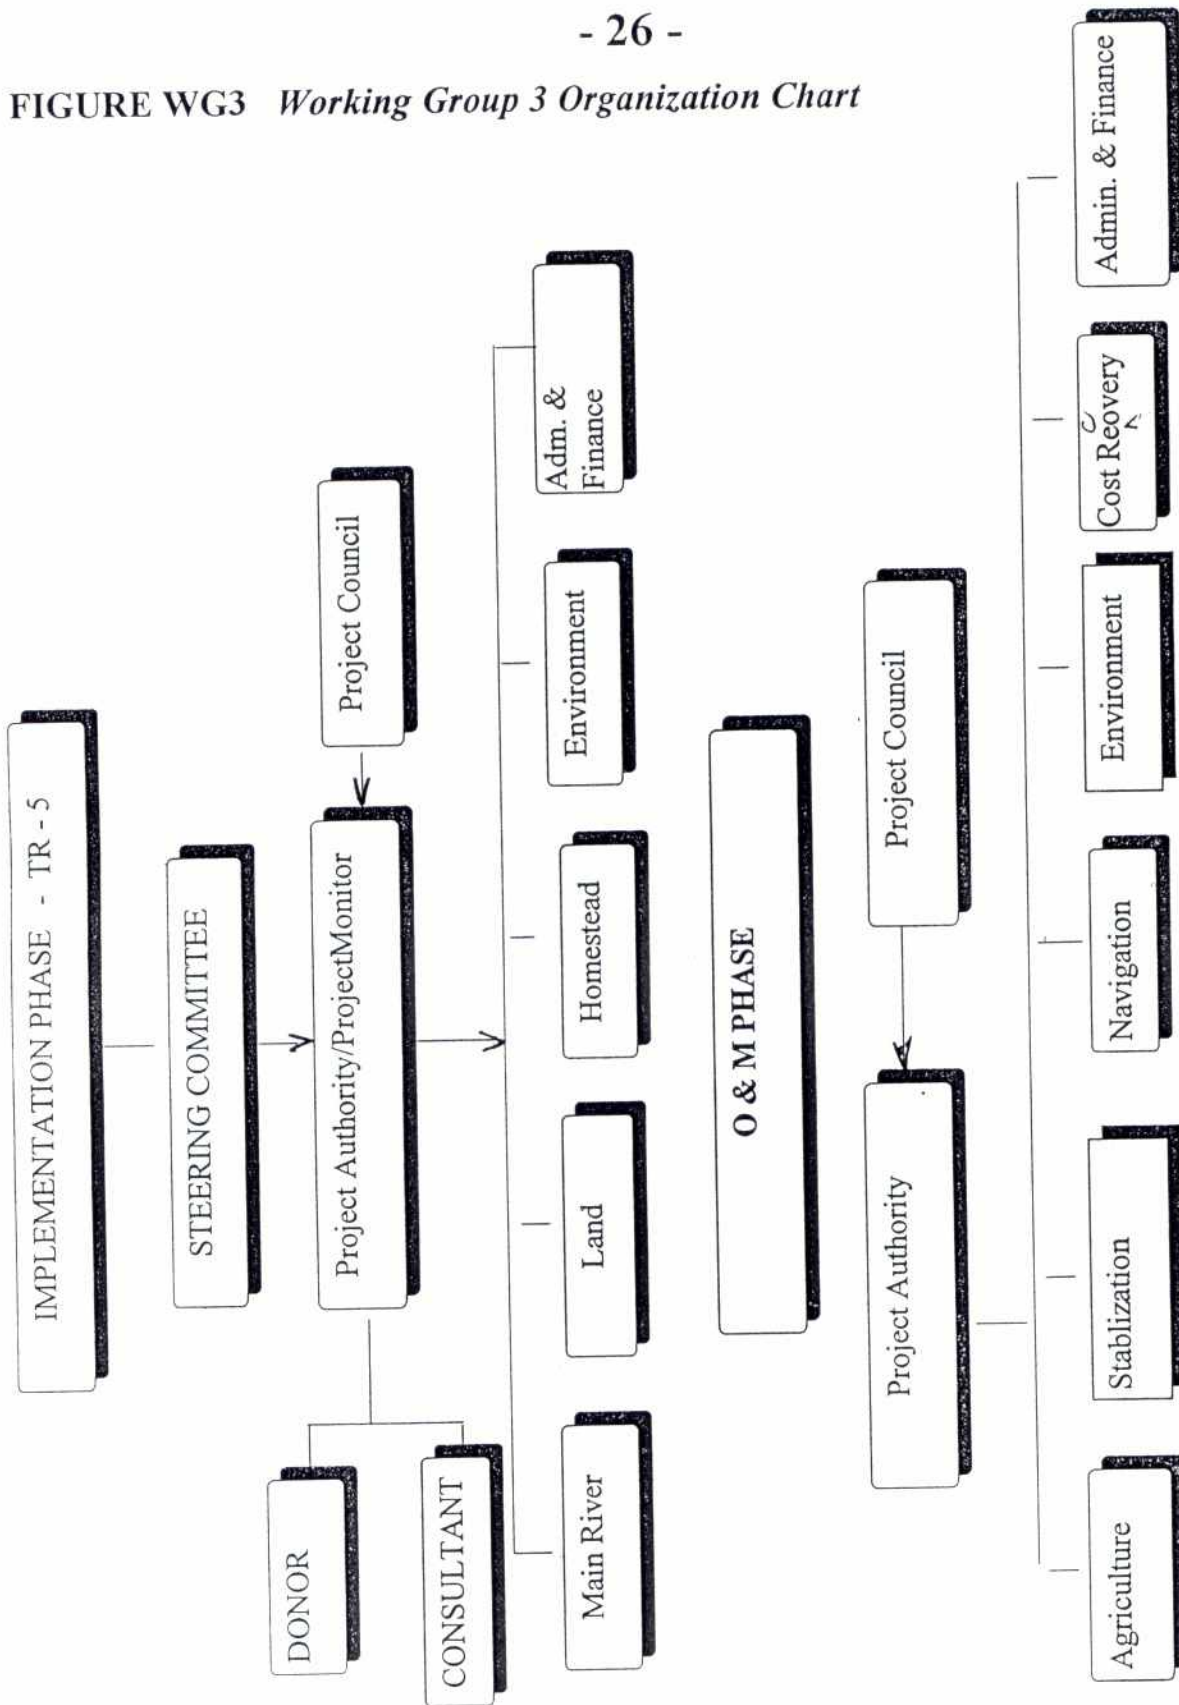 - 26 -
FIGURE WG3 Working Group 3 Organization Chart
IMPLEMENTATION PHASE - TR - 5
STEERING COMMITTEE
DONOR
CONSULTANT
Project Authority/ProjectMonitor
Project Council
Main River
Land
Homestead
Environment
Adm. &
Finance
O & M PHASE
Project Authority
Project Council
Agriculture
Stablization
Navigation
Environment
Cost Reovery
c
Admin. & Finance